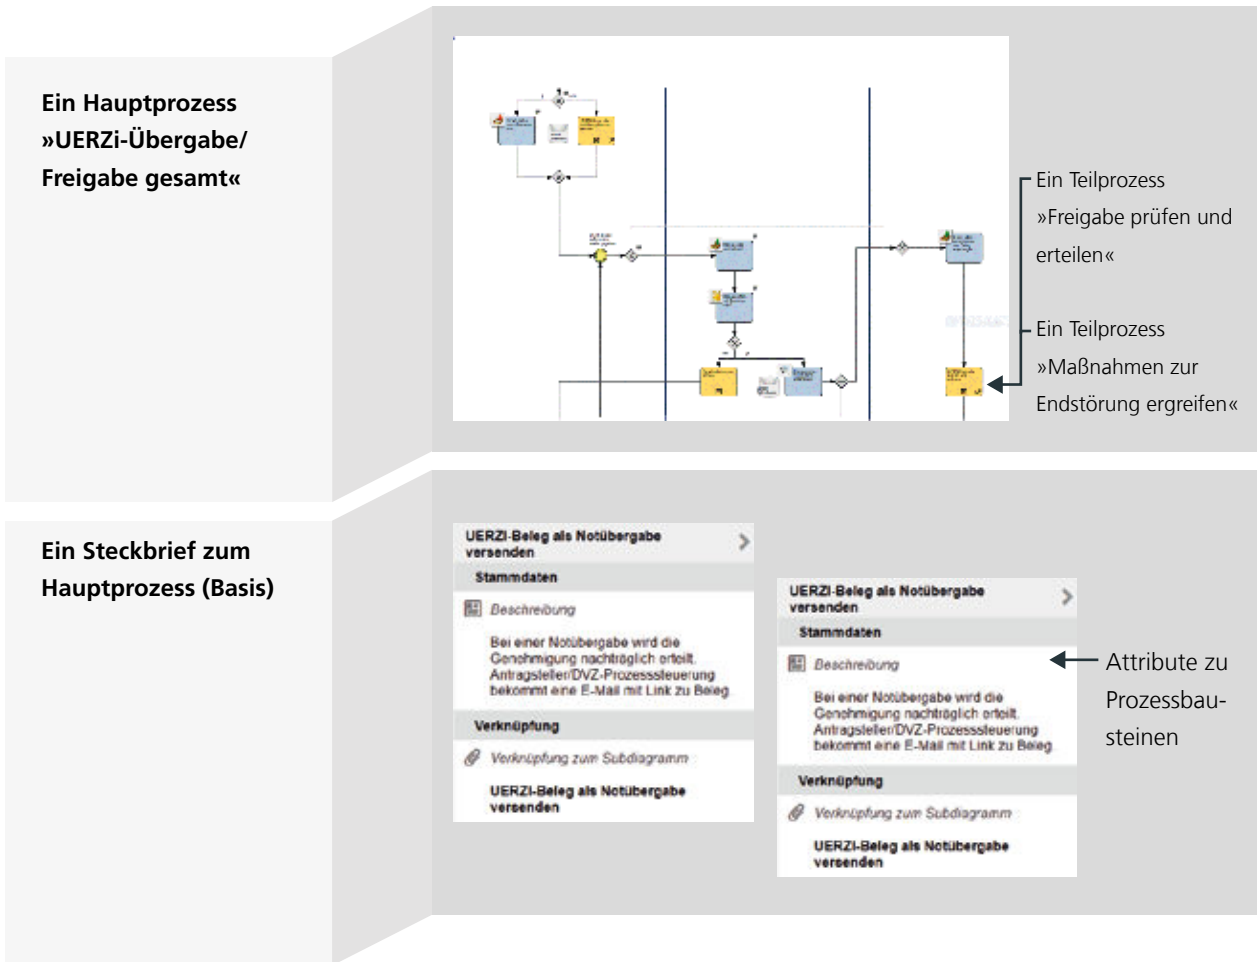 Ein Hauptprozess
»UERZi-Übergabe/
Freigabe gesamt«
Ein Teilprozess
»Freigabe prüfen und
erteilen«
Ein Teilprozess
»Maßnahmen zur
Endstörung ergreifen«
Ein Steckbrief zum
Hauptprozess (Basis)
UERZI-Beleg als Notübergabe
versenden
Stammdaten
Beschreibung
Bei einer Notübergabe wird die
Genehmigung nachträglich erteilt.
Antragsteller/DVZ-Prozesssteuerung
bekommt eine E-Mail mit Link zu Beleg
Verknüpfung
Verknüpfung zum Subdiagramm
UERZI-Beleg als Notübergabe
versenden
UERZI-Beleg als Notübergabe
versenden
Stammdaten
Beschreibung
Bei einer Notübergabe wird die
Genehmigung nachträglich erteilt.
Antragsteller/DVZ-Prozesssteuerung
bekommt eine E-Mail mit Link zu Beleg
Verknüpfung
Verknüpfung zum Subdiagramm
UERZI-Beleg als Notübergabe
versenden
Attribute zu
Prozessbau-
steinen